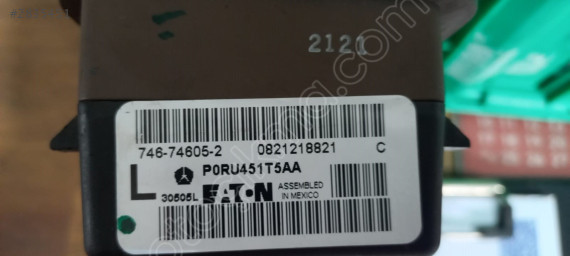 2121
746-74605-2 0821218821 C
L P0RU451T5AA
30505L EATON ASSEMBLED
IN MEXICO